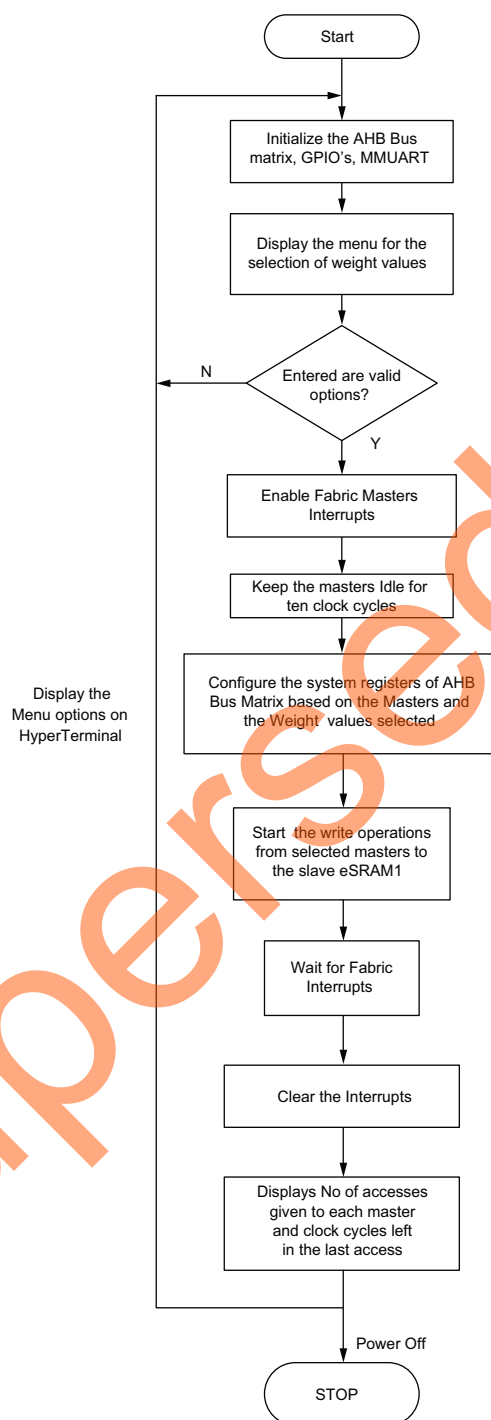 Start
Initialize the AHB Bus
matrix, GPIO's, MMUART
Display the menu for the
selection of weight values
N
Entered are valid
options?
Y
Enable Fabric Masters
Interrupts
Keep the masters Idle for
ten clock cycles
Display the
Menu options on
HyperTerminal
Configure the system registers of AHB
Bus Matrix based on the Masters and
the Weight values selected
Start the write operations
from selected masters to
the slave eSRAM1
Wait for Fabric
Interrupts
Clear the Interrupts
Displays No of accesses
given to each master
and clock cycles left
in the last access
Power Off
STOP
persed